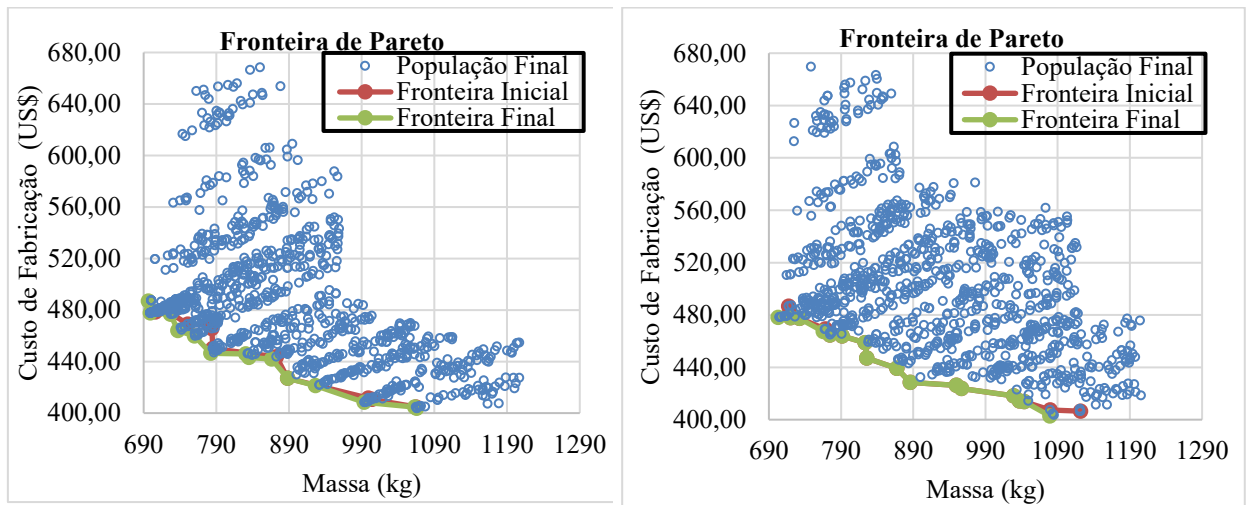 Fronteira de Pareto
População Final
Fronteira Inicial
Fronteira Final
Custo de Fabricação (US$)
680,00
640,00
600,00
560,00
520,00
480,00
440,00
400,00
690 790 890 990 1090 1190 1290
Massa (kg)
Fronteira de Pareto
População Final
Fronteira Inicial
Fronteira Final
Custo de Fabricação (US$)
680,00
640,00
600,00
560,00
520,00
480,00
440,00
400,00
690 790 890 990 1090 1190 1290
Massa (kg)